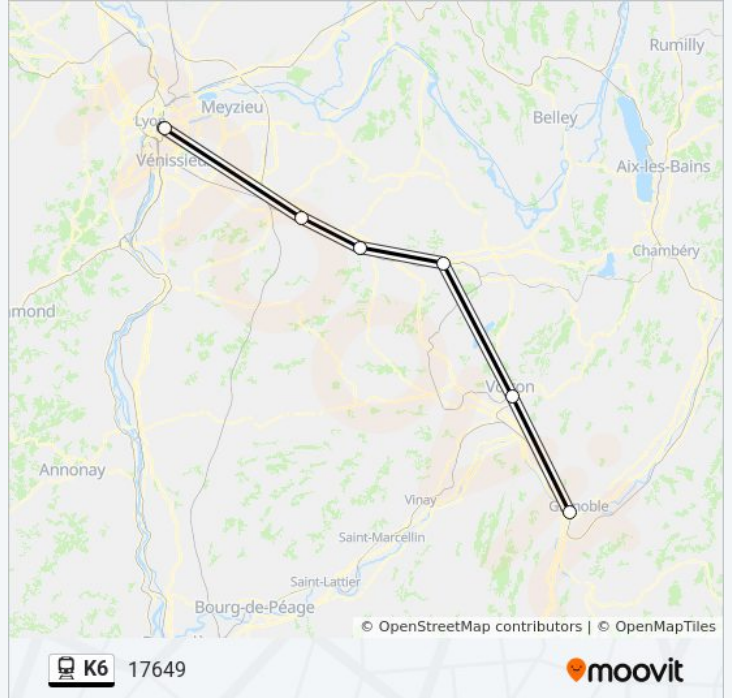 Rumilly
Meyzieu
Lyon
Belley
Vénissieux
Aix-les-Bains
Chambéry
mond
Voiron
Annonay
Vinay
Grenoble
Saint-Marcellin
Saint-Lattier
Bourg-de-Péage
© OpenStreetMap contributors | © OpenMapTiles
K6 17649
moovit